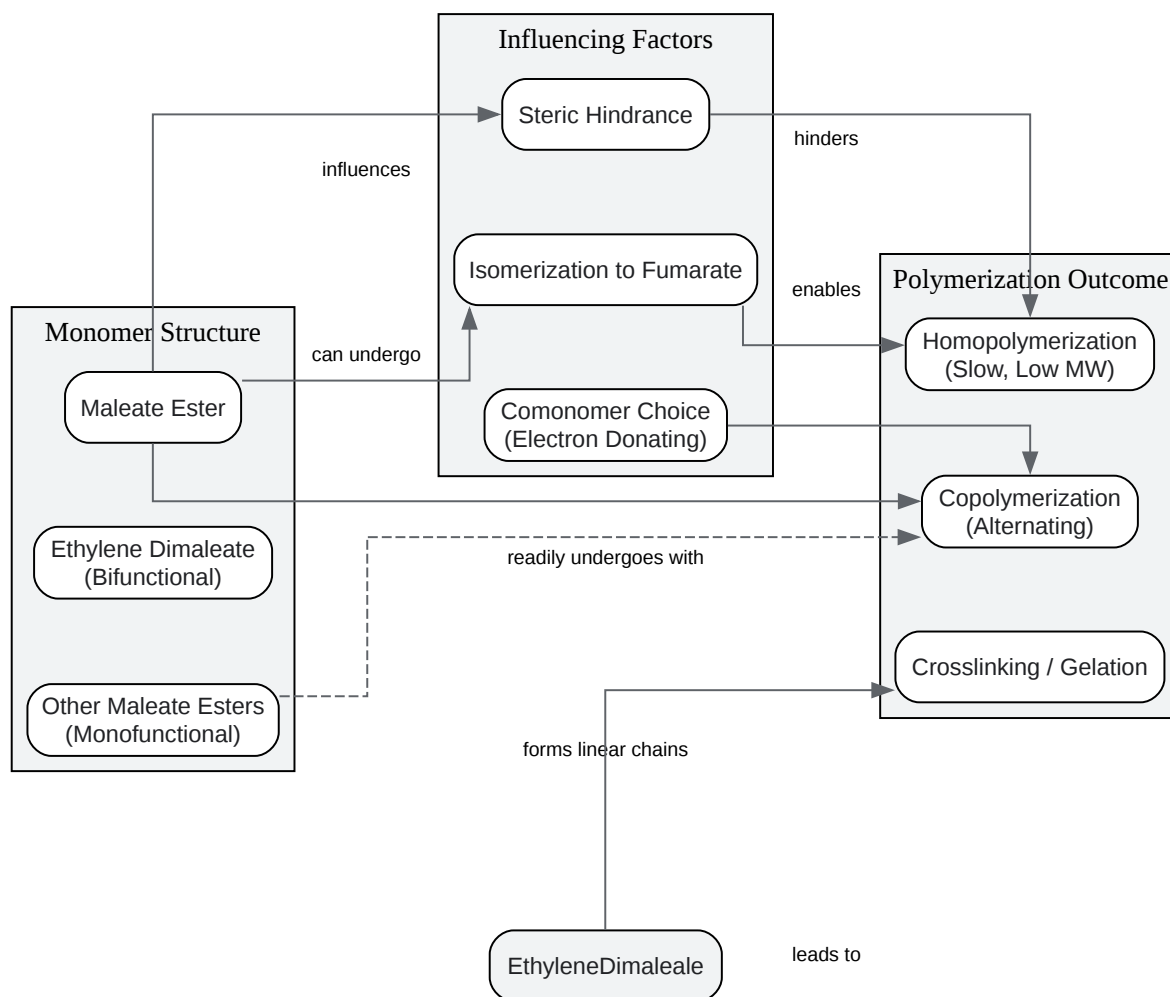 Influencing Factors
Steric Hindrance
hinders
influences
Isomerization to Fumarate
enables
Polymerization Outcome
Homopolymerization
(Slow, Low MW)
Monomer Structure
can undergo
Maleate Ester
Comonomer Choice
(Electron Donating)
Copolymerization
(Alternating)
Ethylene Dimaleate
(Bifunctional)
readily undergoes with
Crosslinking / Gelation
Other Maleate Esters
(Monofunctional)
forms linear chains
EthyleneDimaleale
leads to